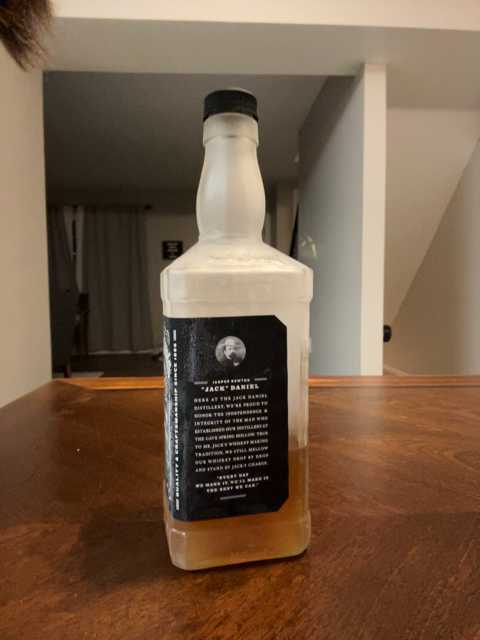 JASPER NEWTON
"JACK" DANIEL
HERE AT THE JACK DANIEL
DISTILLERY, WE'RE PROUD TO
HONOR THE INDEPENDENCE &
INTEGRITY OF THE MAN WHO
ESTABLISHED OUR DISTILLERY AT
THE CAVE SPRING HOLLOW. TRUE
TO MR. JACK'S WHISKEY MAKING
TRADITION, WE STILL MELLOW
OUR WHISKEY DROP BY DROP
AND STAND BY JACK'S CHARGE.
"EVERY DAY
WE MAKE IT, WE'LL MAKE IT
THE BEST WE CAN."
QUALITY & CRAFTSMANSHIP SINCE 1866